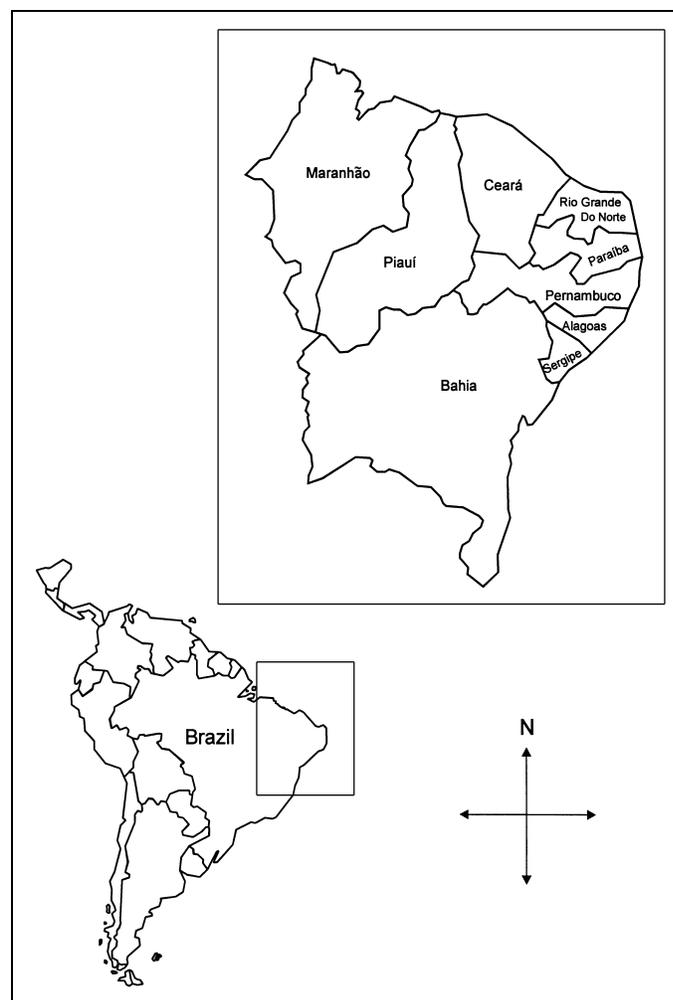 Maranhão
Ceará
Rio Grande
Do Norte
Paraíba
Piauí
Pernambuco
Alagoas
Sergipe
Bahia
Brazil
N